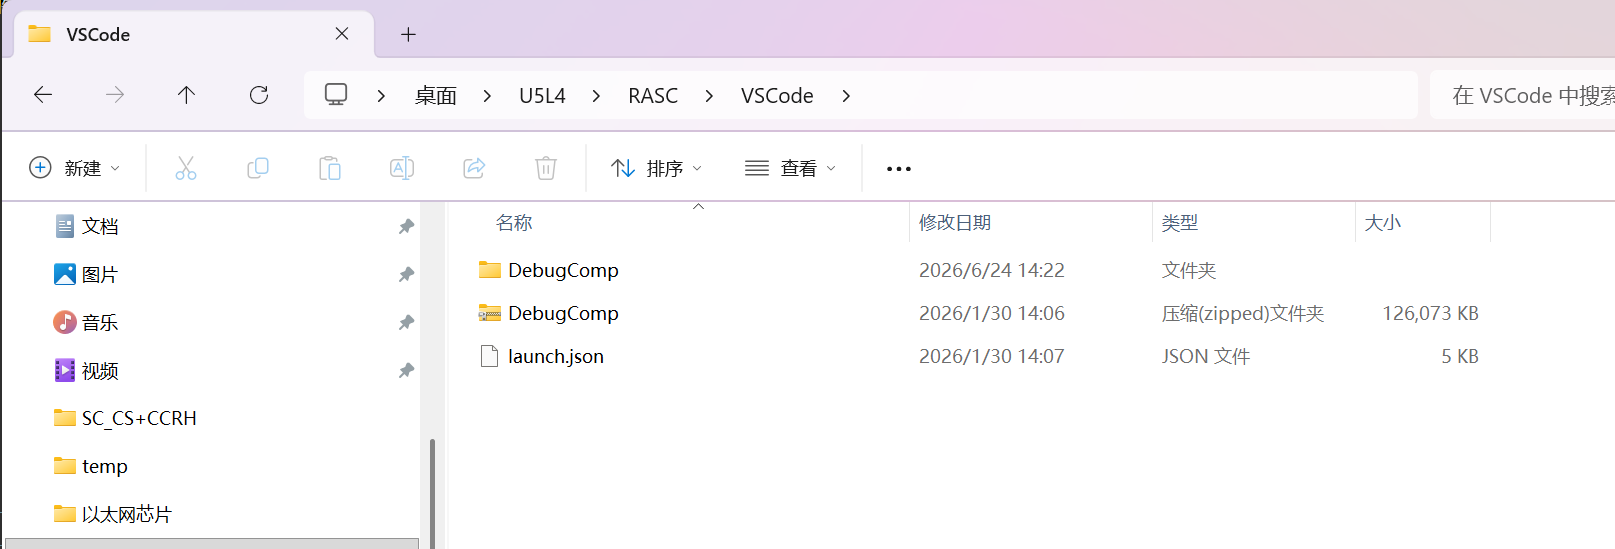 VSCode
桌面 U5L4 RASC VSCode
在 VSCode 中搜索
新建 排序 查看
名称 修改日期 类型 大小
文档
图片
音乐
视频
SC_CS+CCRH
temp
以太网芯片
DebugComp 2026/6/24 14:22 文件夹
DebugComp 2026/1/30 14:06 压缩(zipped)文件夹 126,073 KB
launch.json 2026/1/30 14:07 JSON 文件 5 KB